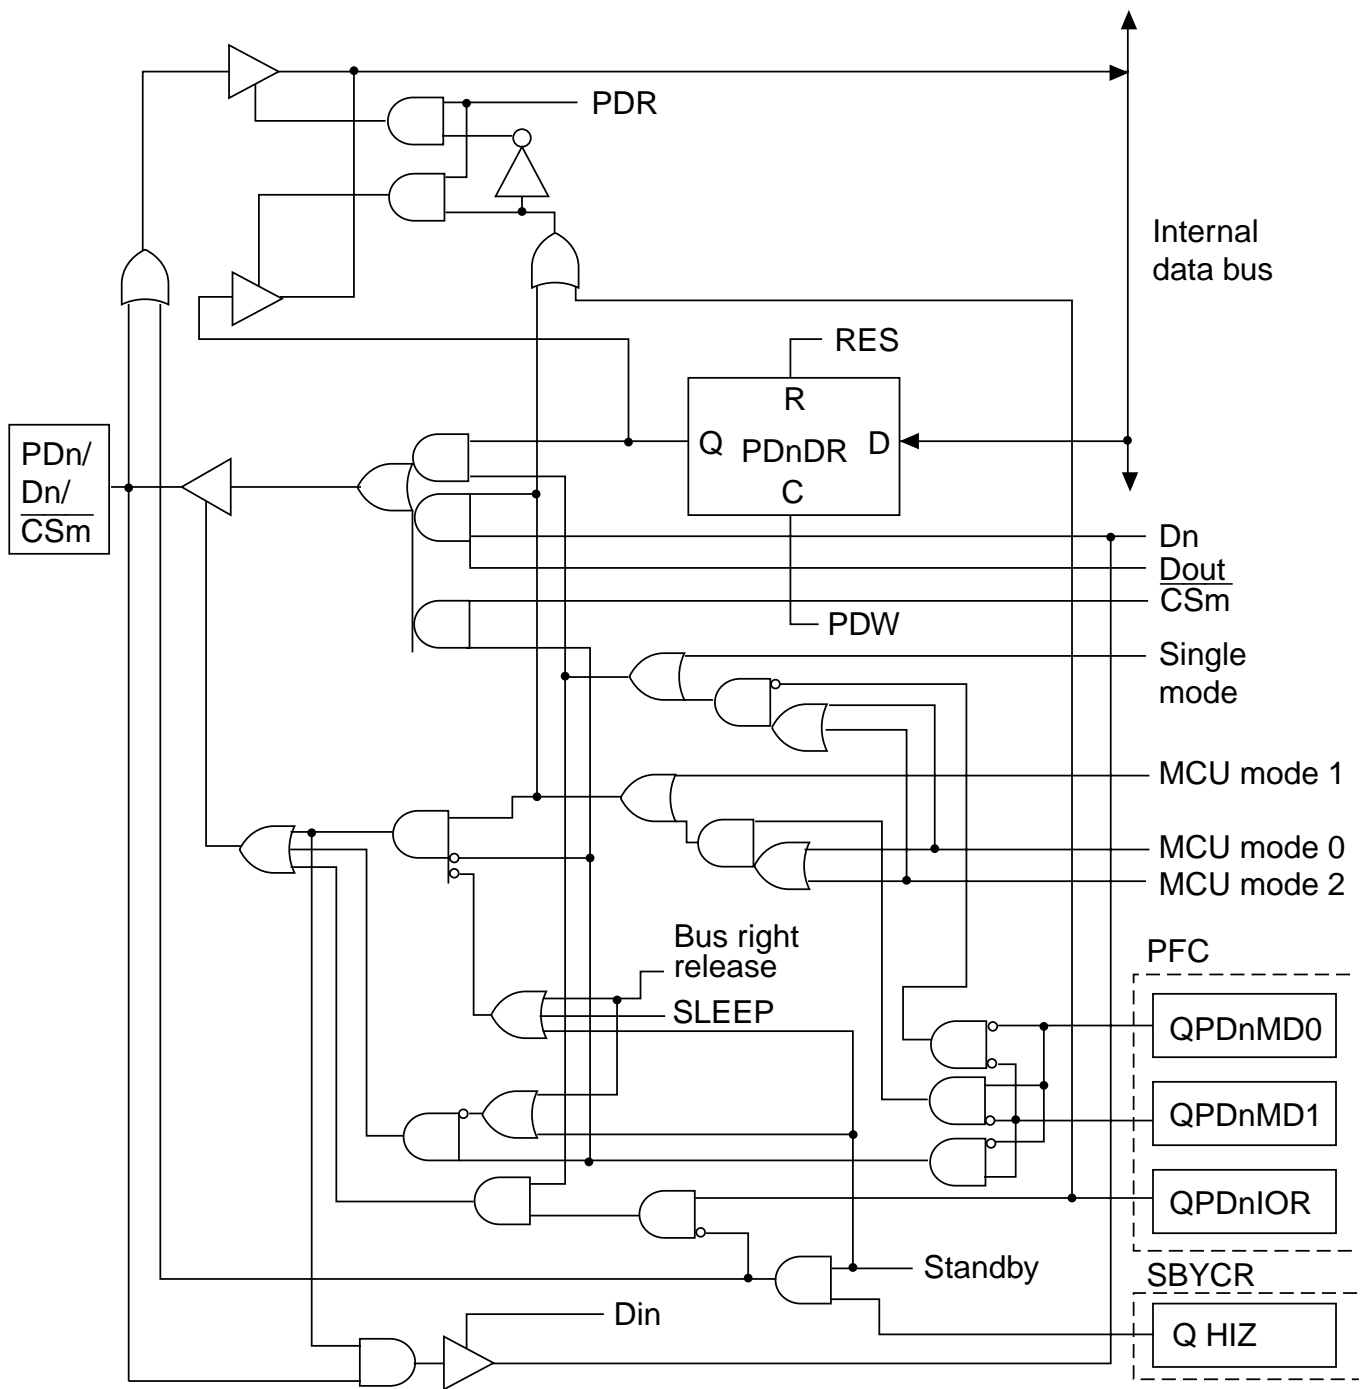 PDR
Internal
data bus
RES
R
Q
PDnDR
D
C
PDn/
Dn/
CSm
Dn
Dout
CSm
PDW
Single
mode
MCU mode 1
MCU mode 0
MCU mode 2
Bus right
release
SLEEP
PFC
QPDnMD0
QPDnMD1
QPDnIOR
Standby
SBYCR
Din
Q HIZ